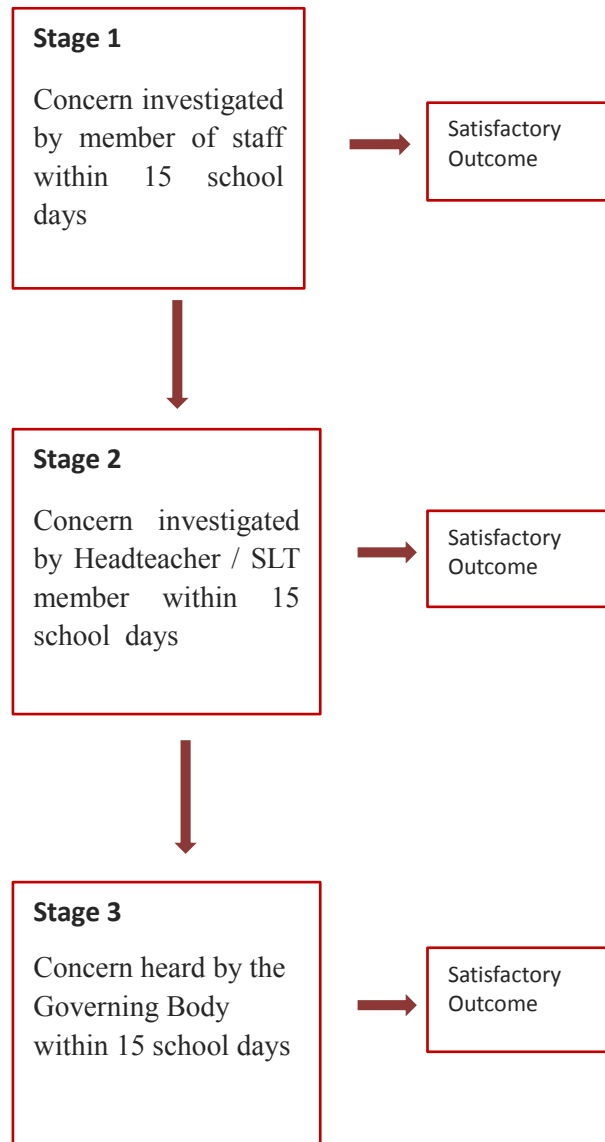 Stage 1
Concern investigated
by member of staff
within 15 school
days
Satisfactory
Outcome
Stage 2
Concern investigated
by Headteacher / SLT
member within 15
school days
Satisfactory
Outcome
Stage 3
Concern heard by the
Governing Body
within 15 school days
Satisfactory
Outcome